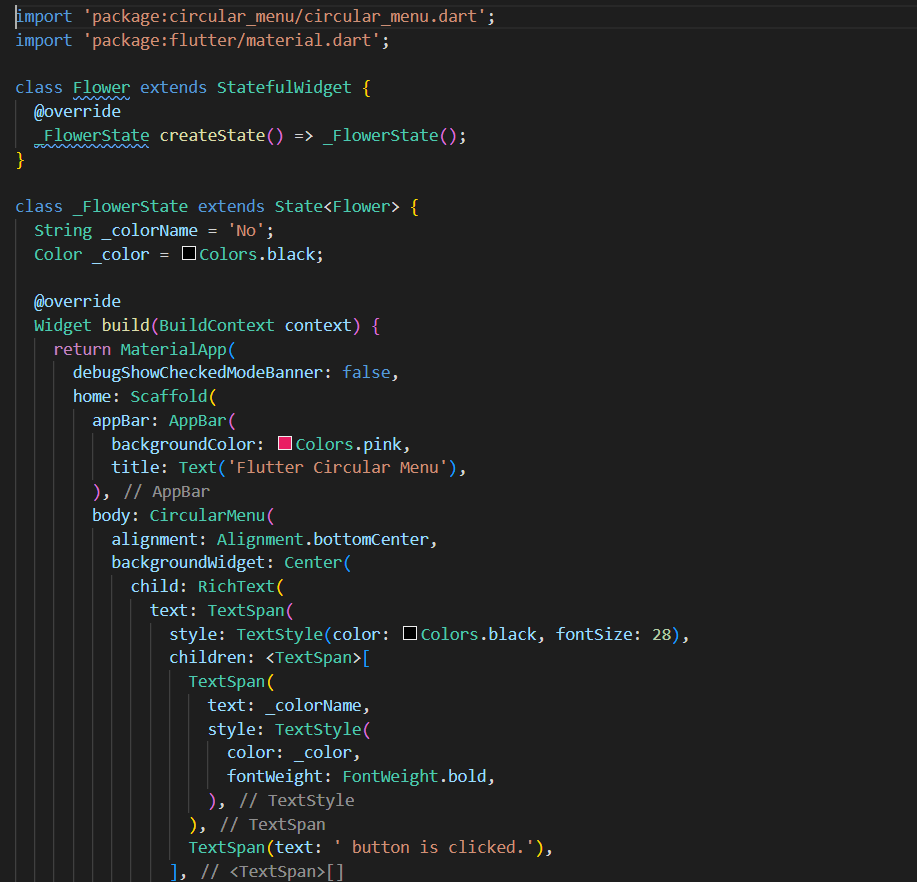 import 'package:circular_menu/circular_menu.dart';
import 'package:flutter/material.dart';

class Flower extends StatefulWidget {
  @override
  _FlowerState createState() => _FlowerState();
}

class _FlowerState extends State<Flower> {
  String _colorName = 'No';
  Color _color = Colors.black;

  @override
  Widget build(BuildContext context) {
    return MaterialApp(
      debugShowCheckedModeBanner: false,
      home: Scaffold(
        appBar: AppBar(
          backgroundColor: Colors.pink,
          title: Text('Flutter Circular Menu'),
        ), // AppBar
        body: CircularMenu(
          alignment: Alignment.bottomCenter,
          backgroundWidget: Center(
            child: RichText(
              text: TextSpan(
                style: TextStyle(color: Colors.black, fontSize: 28),
                children: <TextSpan>[
                  TextSpan(
                    text: _colorName,
                    style: TextStyle(
                      color: _color,
                      fontWeight: FontWeight.bold,
                    ), // TextStyle
                  ), // TextSpan
                  TextSpan(text: ' button is clicked.'),
                ], // <TextSpan>[]